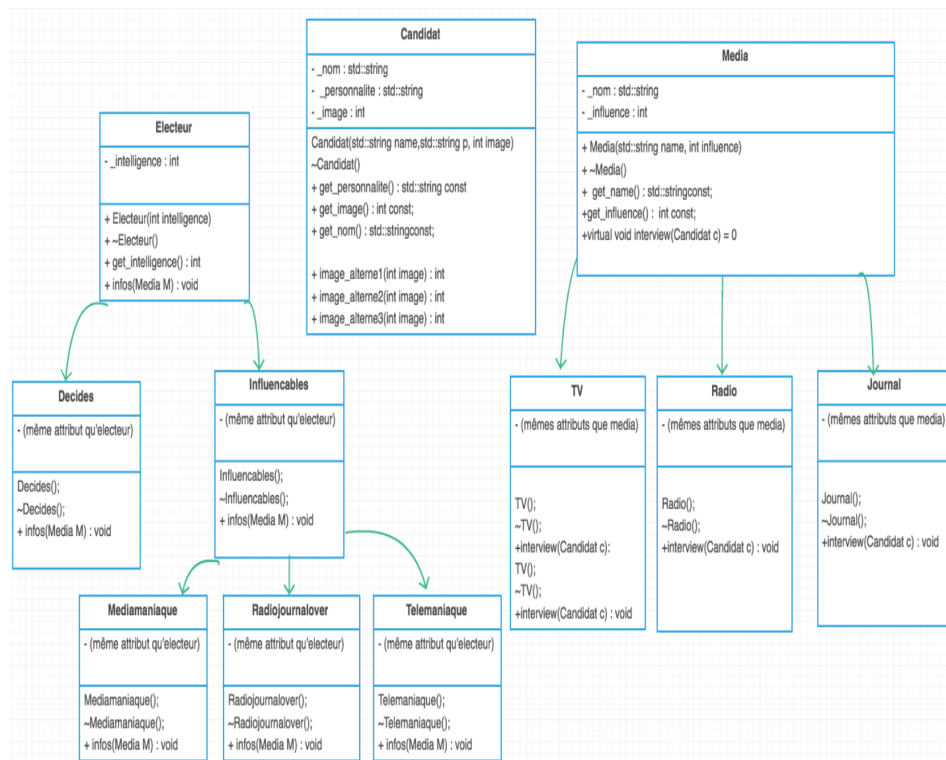 Candidat
- _nom : std::string
- _personnalite : std::string
- _image : int
Candidat(std::string name,std::string p, int image)
~Candidat()
+ get_personnalite() : std::string const
+ get_image() : int const;
+ get_nom() : std::stringconst;
+ image_alterne1(int image) : int
+ image_alterne2(int image) : int
+ image_alterne3(int image) : int
Media
- _nom : std::string
- _influence : int
+ Media(std::string name, int influence)
+ ~Media()
+ get_name() : std::stringconst;
+get_influence() : int const;
+virtual void interview(Candidat c) = 0
Electeur
- _intelligence : int
+ Electeur(int intelligence)
+ ~Electeur()
+ get_intelligence() : int
+ infos(Media M) : void
Decides
- (même attribut qu'electeur)
Decides();
~Decides();
+ infos(Media M) : void
Influencables
- (même attribut qu'electeur)
Influencables();
~Influencables();
+ infos(Media M) : void
TV
- (mêmes attributs que media)
TV();
~TV();
+interview(Candidat c):
TV();
~TV();
+interview(Candidat c) : void
Radio
- (mêmes attributs que media)
Radio();
~Radio();
+interview(Candidat c) : void
Journal
- (mêmes attributs que media)
Journal();
~Journal();
+interview(Candidat c) : void
Mediamaniaque
- (même attribut qu'electeur)
Mediamaniaque();
~Mediamaniaque();
+ infos(Media M) : void
Radiojournalover
- (même attribut qu'electeur)
Radiojournalover();
~Radiojournalover();
+ infos(Media M) : void
Telemaniaque
- (même attribut qu'electeur)
Telemaniaque();
~Telemaniaque();
+ infos(Media M) : void